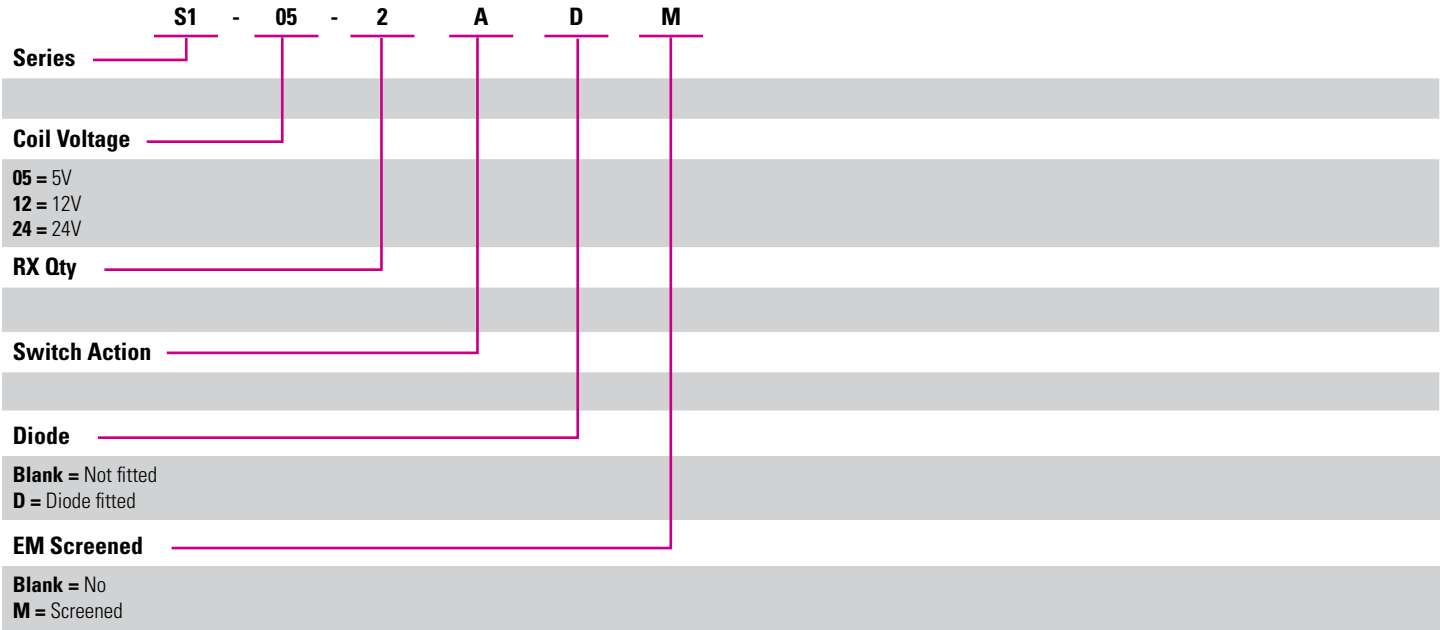 S1 - 05 - 2 A D M
Series
Coil Voltage
05 = 5V
12 = 12V
24 = 24V
RX Qty
Switch Action
Diode
Blank = Not fitted
D = Diode fitted
EM Screened
Blank = No
M = Screened